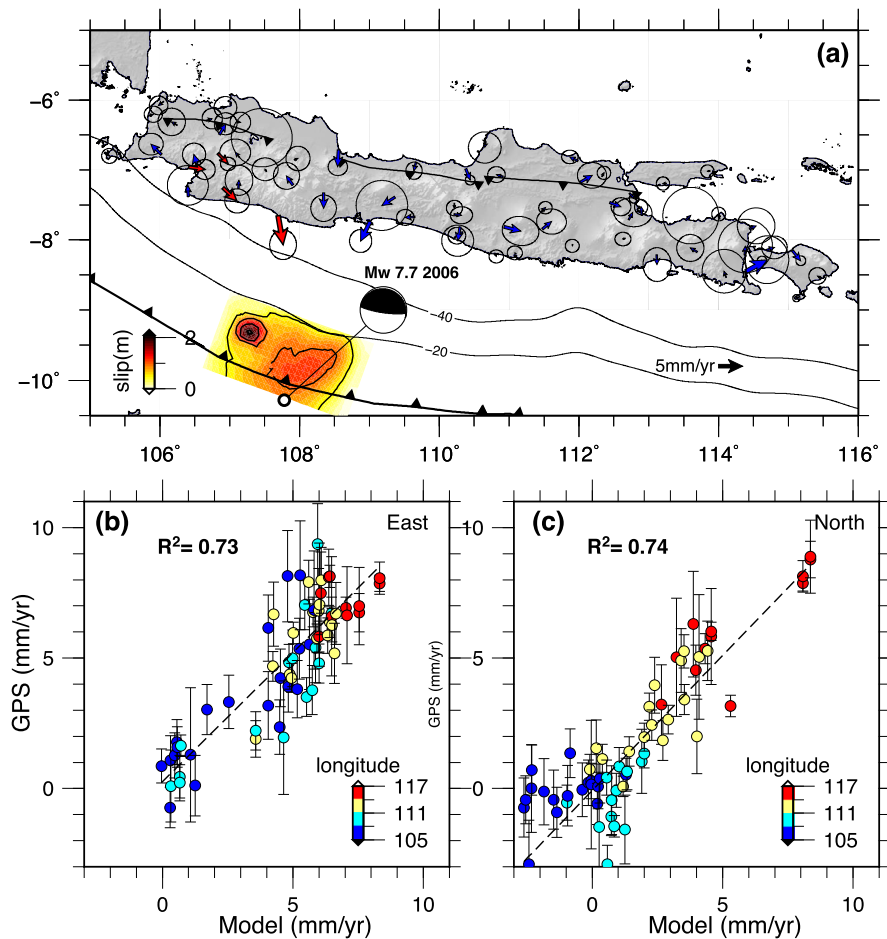 (a)
−6˚
−8˚
−10˚
Mw 7.7 2006
−40
−20
5mm/yr
slip(m)
2
0
106˚ 108˚ 110˚ 112˚ 114˚ 116˚
(b)
East
R²= 0.73
10
5
0
GPS (mm/yr)
longitude
117
111
105
0 5 10
Model (mm/yr)
(c)
North
R²= 0.74
10
5
0
GPS (mm/yr)
longitude
117
111
105
0 5 10
Model (mm/yr)